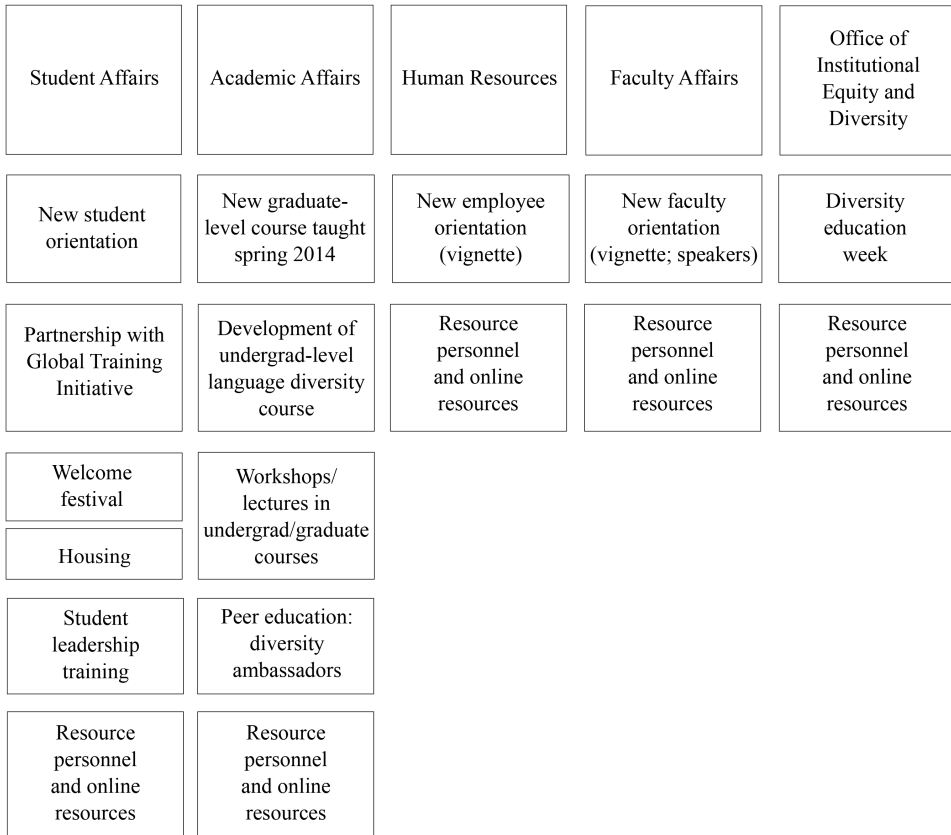 Student Affairs
Academic Affairs
Human Resources
Faculty Affairs
Office of
Institutional
Equity and
Diversity
New student
orientation
New graduate-
level course taught
spring 2014
New employee
orientation
(vignette)
New faculty
orientation
(vignette; speakers)
Diversity
education
week
Partnership with
Global Training
Initiative
Development of
undergrad-level
language diversity
course
Resource
personnel
and online
resources
Resource
personnel
and online
resources
Resource
personnel
and online
resources
Welcome
festival
Housing
Workshops/
lectures in
undergrad/graduate
courses
Student
leadership
training
Peer education:
diversity
ambassadors
Resource
personnel
and online
resources
Resource
personnel
and online
resources